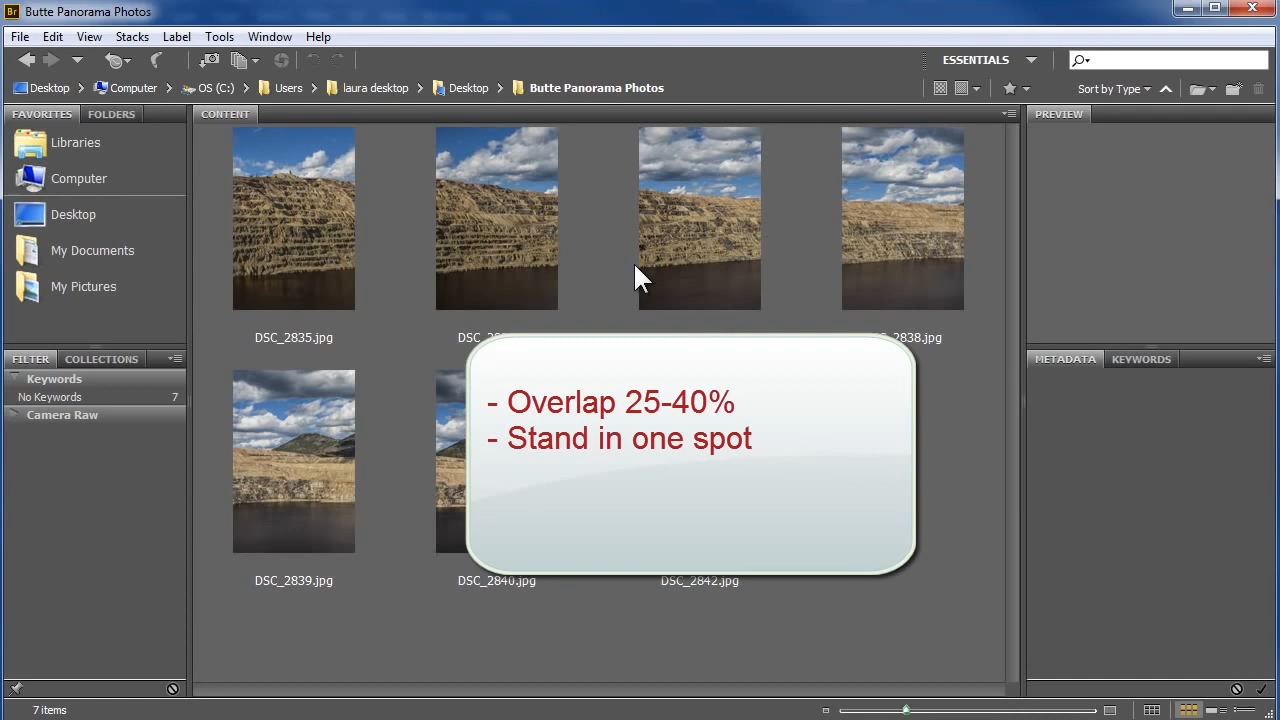 Br Butte Panorama Photos
File Edit View Stacks Label Tools Window Help
ESSENTIALS
Desktop Computer OS (C:) Users laura desktop Desktop Butte Panorama Photos
Sort by Type
FAVORITES FOLDERS
CONTENT
PREVIEW
Libraries
Computer
Desktop
My Documents
My Pictures
DSC_2835.jpg
2838.jpg
FILTER COLLECTIONS
METADATA KEYWORDS
Keywords
No Keywords 7
Camera Raw
- Overlap 25-40%
- Stand in one spot
DSC_2839.jpg DSC_2840.jpg DSC_2842.jpg
7 items